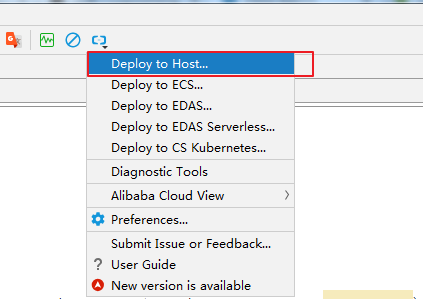 G
Deploy to Host...
Deploy to ECS...
Deploy to EDAS...
Deploy to EDAS Serverless...
Deploy to CS Kubernetes...
Diagnostic Tools
Alibaba Cloud View
Preferences...
Submit Issue or Feedback...
? User Guide
New version is available